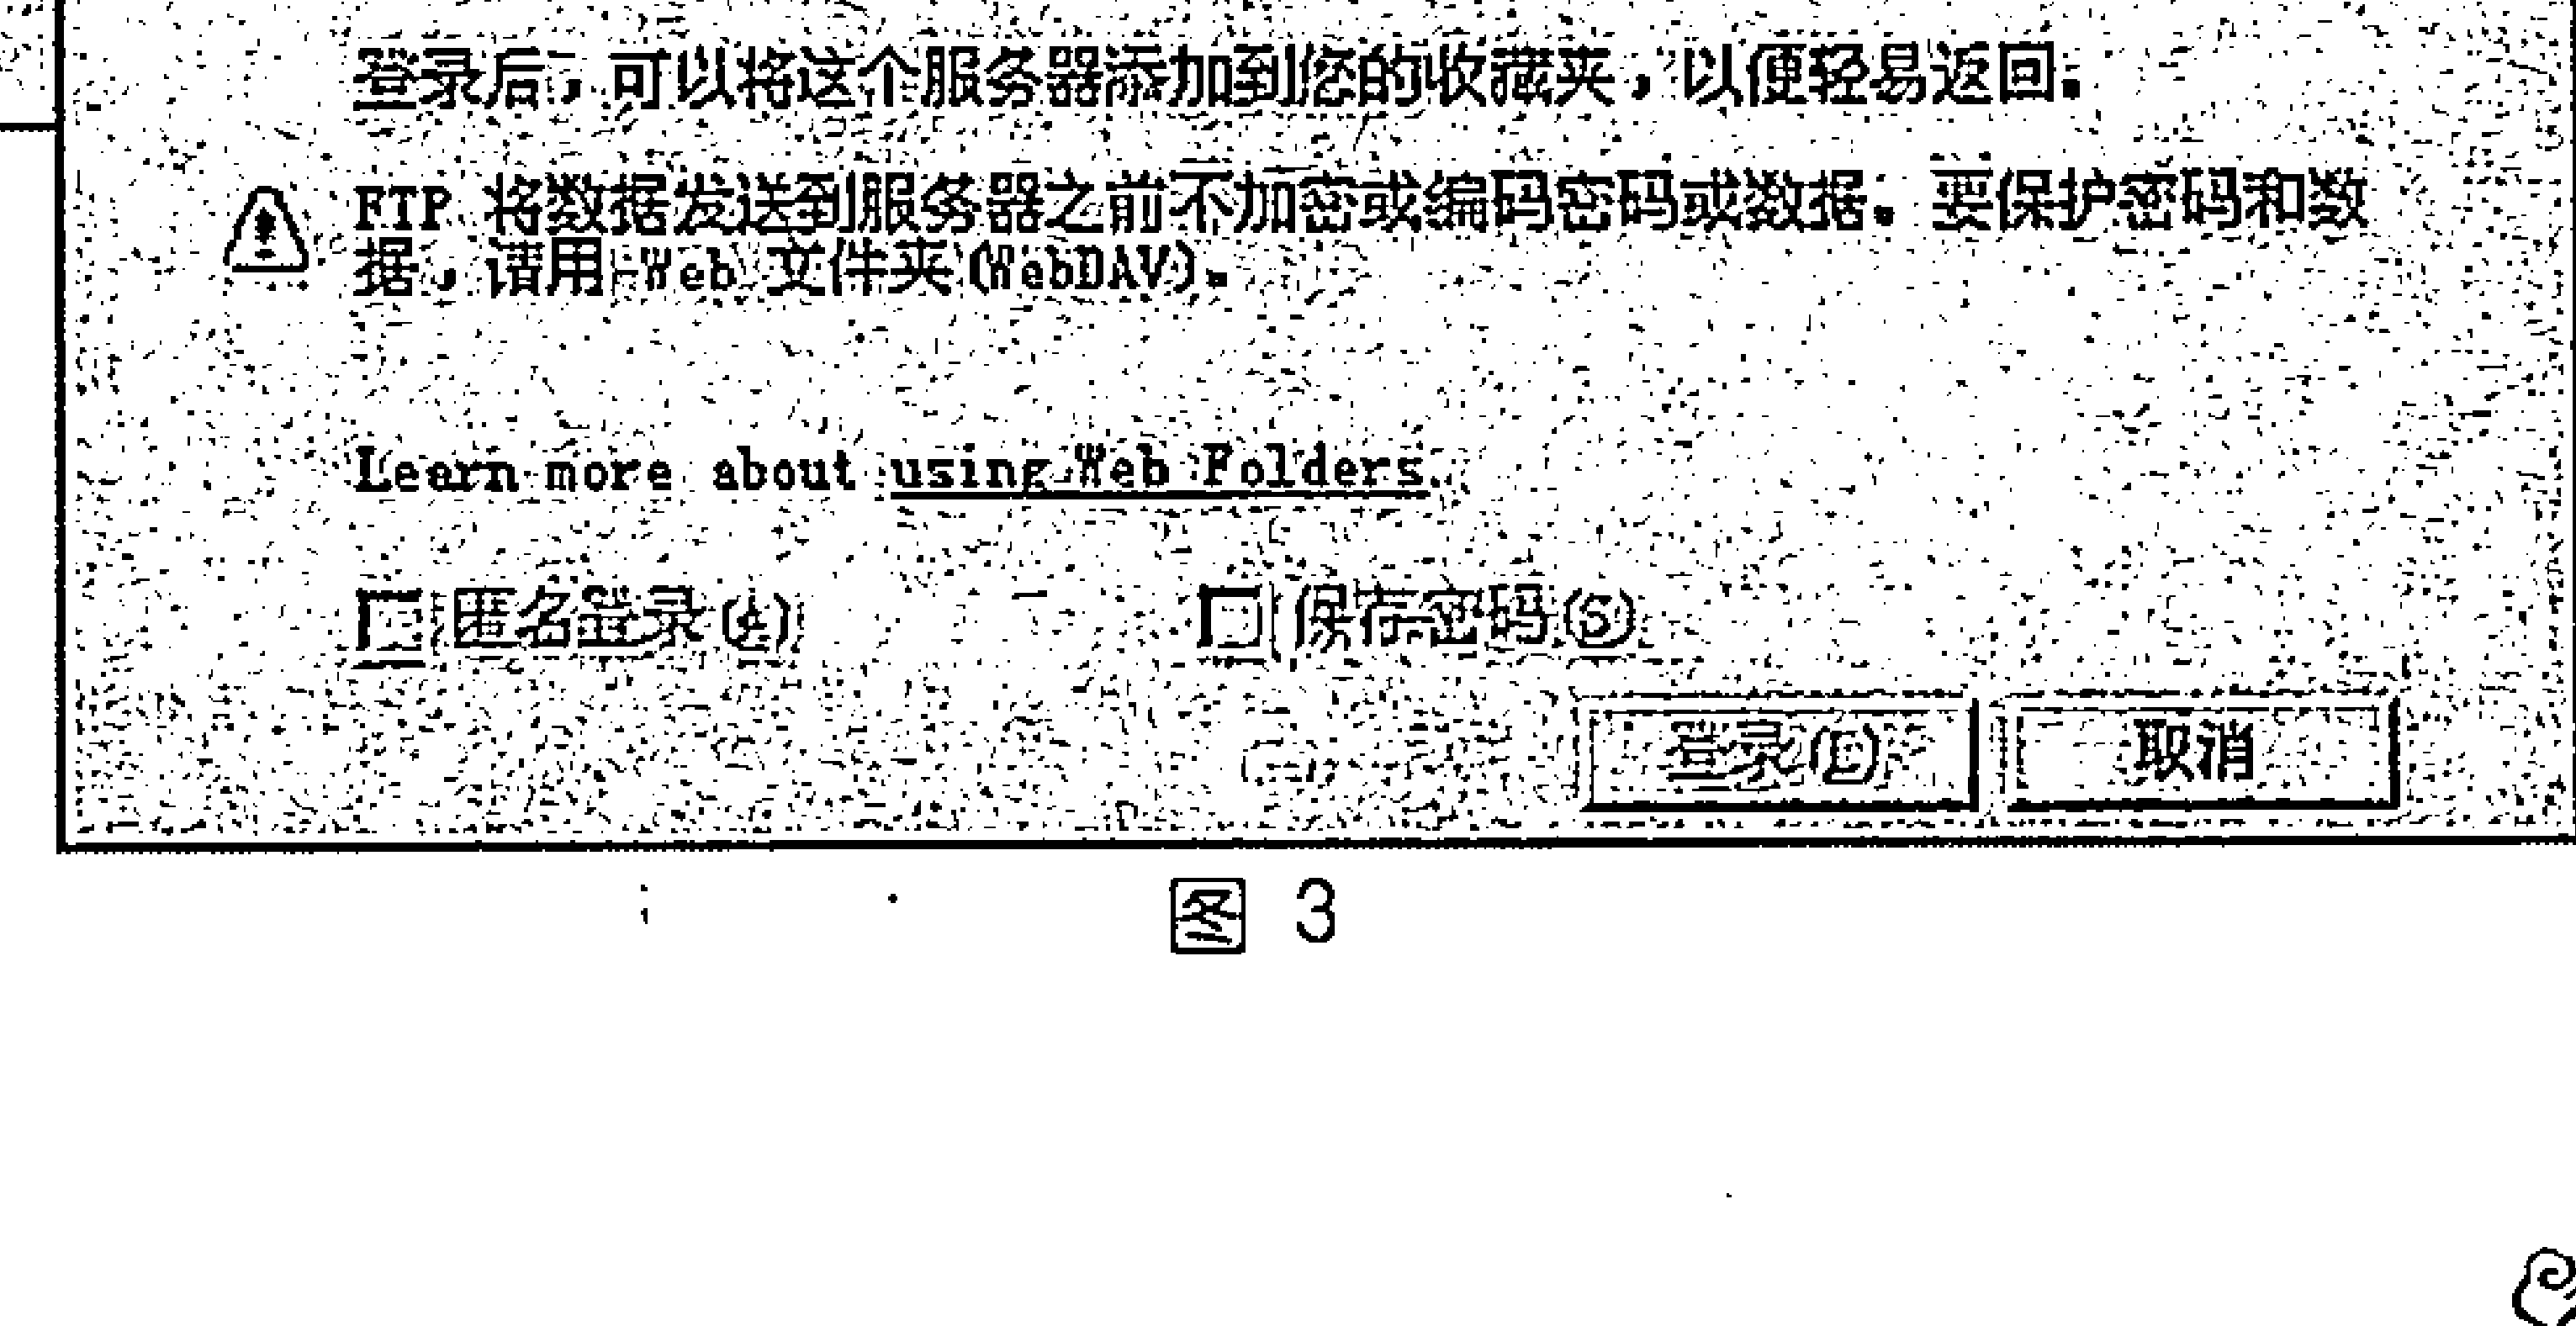 登录后，可以将这个服务器添加到您的收藏夹，以便轻易返回。
FTP 将数据发送到服务器之前不加密或编码密码或数据。要保护密码和数
据，请用 Web 文件夹(WebDAV)。
Learn more about using Web Folders.
匿名登录(A) 保存密码(S)
登录(L) 取消
图 3